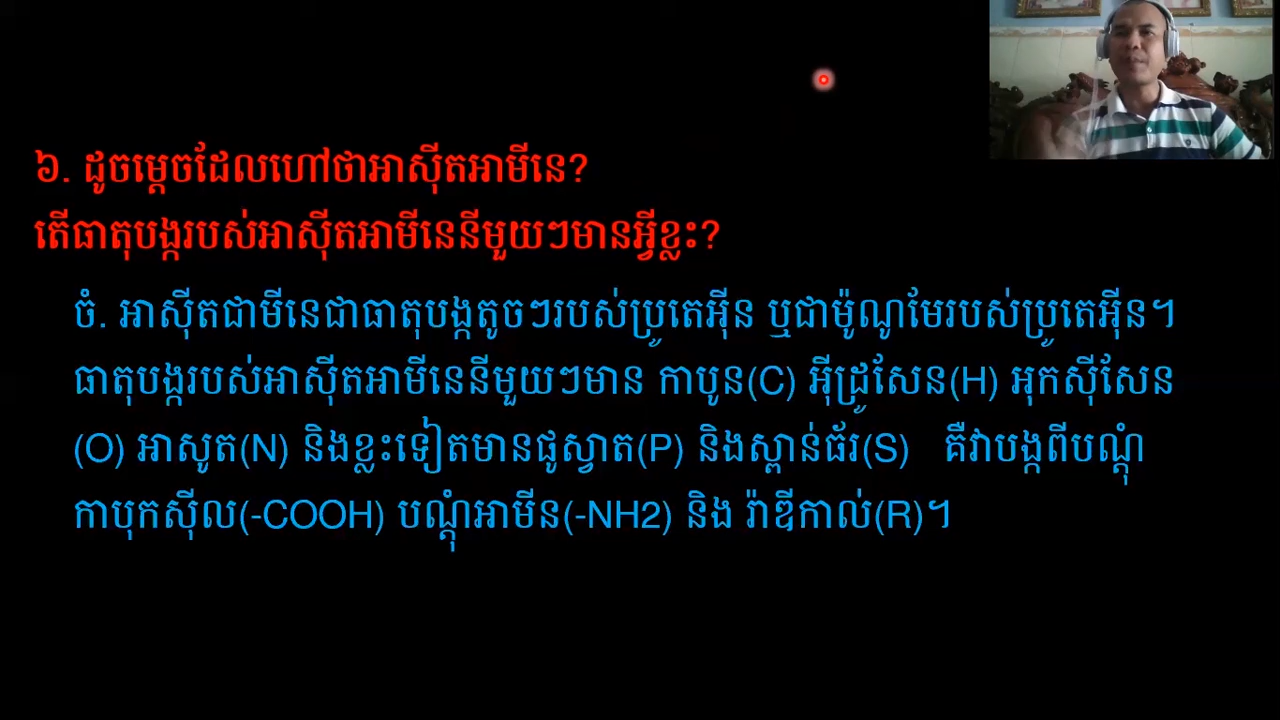 ៦. ដូចម្ដេចដែលហៅថាអាស៊ីតអាមីនេ?
តើធាតុបង្ករបស់អាស៊ីតអាមីនេនីមួយៗមានអ្វីខ្លះ?
ចំ. អាស៊ីតជាមីនេជាធាតុបង្កតូចៗរបស់ប្រូតេអ៊ីន ឬជាម៉ូណូមែរបស់ប្រូតេអ៊ីន។
ធាតុបង្ករបស់អាស៊ីតអាមីនេនីមួយៗមាន កាបូន(C) អ៊ីដ្រូសែន(H) អុកស៊ីសែន
(O) អាសូត(N) និងខ្លះទៀតមានផូស្វាត(P) និងស្ពាន់ធ័រ(S) គឺវាបង្កពីបណ្ដុំ
កាបុកស៊ីល(-COOH) បណ្ដុំអាមីន(-NH2) និង រ៉ាឌីកាល់(R)។